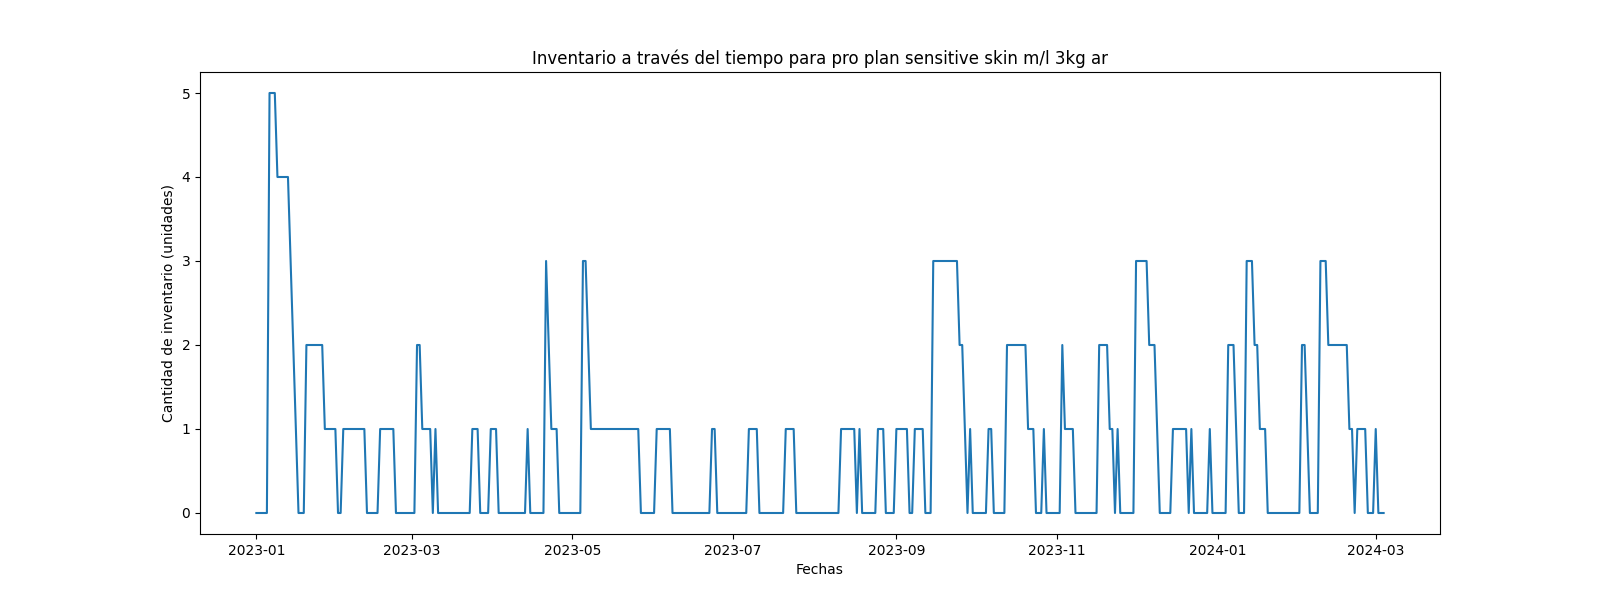 Inventario a través del tiempo para pro plan sensitive skin m/l 3kg ar
Cantidad de inventario (unidades)
5
4
3
2
1
0
2023-01 2023-03 2023-05 2023-07 2023-09 2023-11 2024-01 2024-03
Fechas